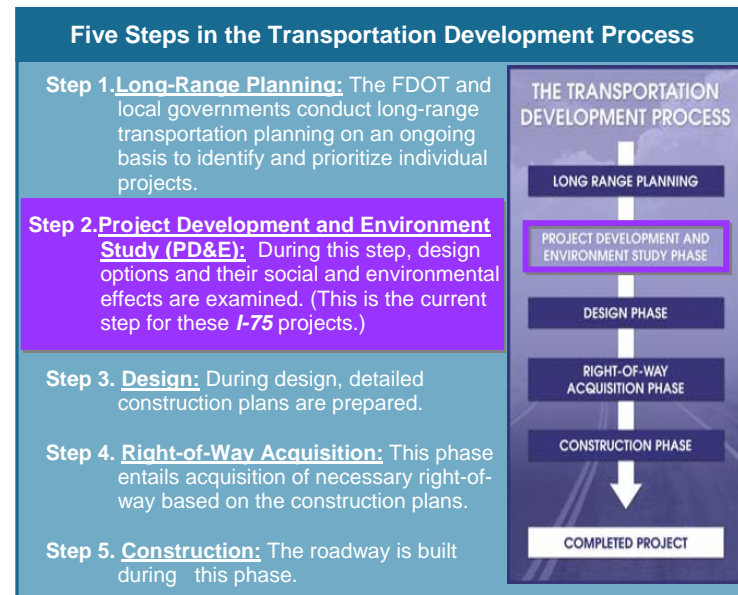 Five Steps in the Transportation Development Process
Step 1.Long-Range Planning: The FDOT and
local governments conduct long-range
transportation planning on an ongoing
basis to identify and prioritize individual
projects.
Step 2.Project Development and Environment
Study (PD&E): During this step, design
options and their social and environmental
effects are examined. (This is the current
step for these I-75 projects.)
Step 3. Design: During design, detailed
construction plans are prepared.
Step 4. Right-of-Way Acquisition: This phase
entails acquisition of necessary right-of-
way based on the construction plans.
Step 5. Construction: The roadway is built
during this phase.
THE TRANSPORTATION
DEVELOPMENT PROCESS
LONG RANGE PLANNING
PROJECT DEVELOPMENT AND
ENVIRONMENT STUDY PHASE
DESIGN PHASE
RIGHT-OF-WAY
ACQUISITION PHASE
CONSTRUCTION PHASE
COMPLETED PROJECT